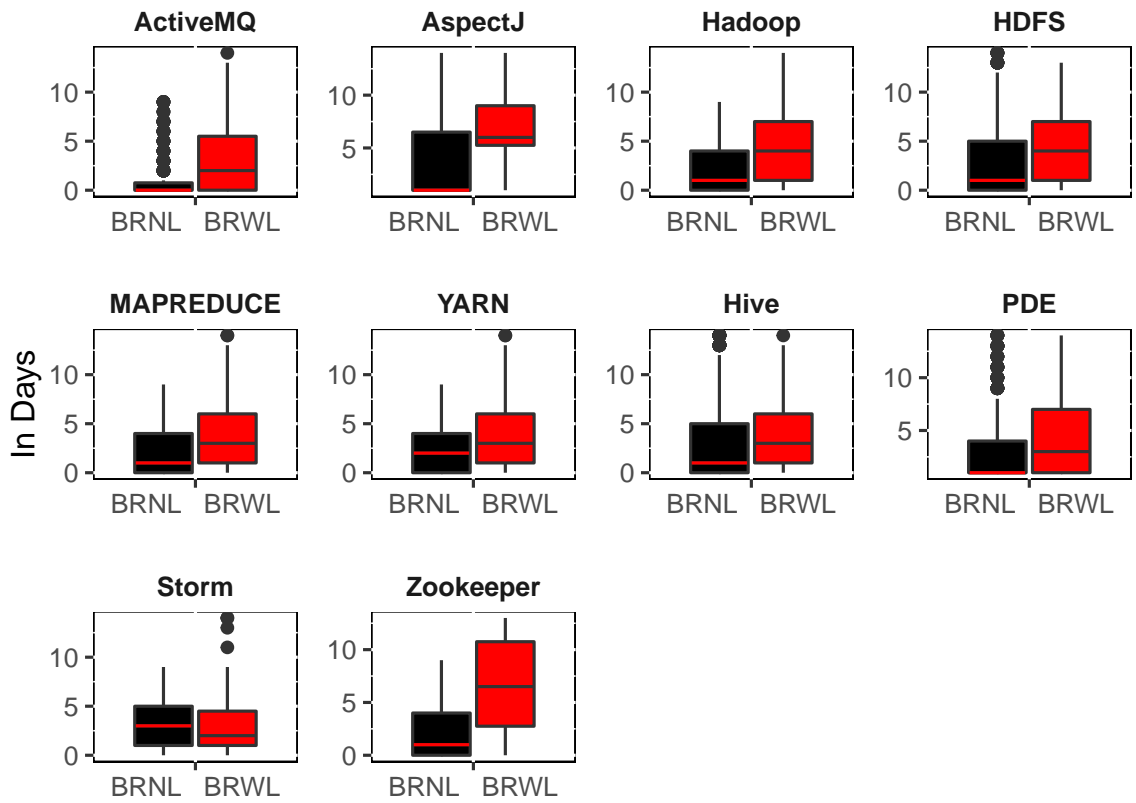 ActiveMQ AspectJ Hadoop HDFS
10 10 10 10
5 5 5 5
0 0 0
BRNL BRWL BRNL BRWL BRNL BRWL BRNL BRWL
MAPREDUCE YARN Hive PDE
10 10 10 10
5 5 5 5
0 0 0
BRNL BRWL BRNL BRWL BRNL BRWL BRNL BRWL
In Days
Storm Zookeeper
10 10
5 5
0 0
BRNL BRWL BRNL BRWL